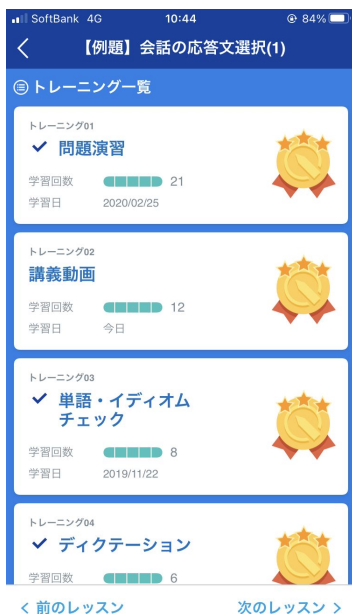 SoftBank 4G 10:44 84%
【例題】会話の応答文選択(1)
トレーニング一覧
トレーニング01
問題演習
学習回数 21
学習日 2020/02/25
トレーニング02
講義動画
学習回数 12
学習日 今日
トレーニング03
単語・イディオム
チェック
学習回数 8
学習日 2019/11/22
トレーニング04
ディクテーション
学習回数 6
前のレッスン 次のレッスン